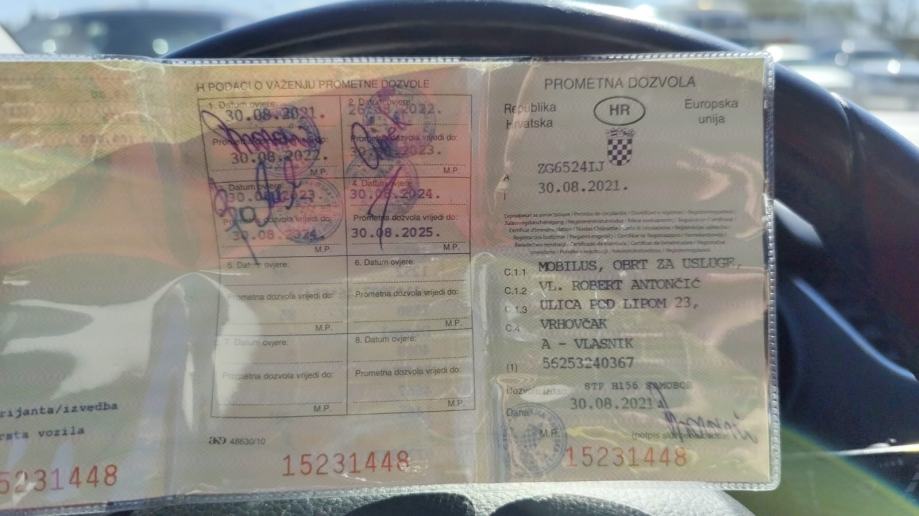 rijanta/izvedba
rsta vozila
5231448
H PODACI O VAŽENJU PROMETNE DOZVOLE
1. Datum ovjere:
30.08.2021.
30.08.2022.
M.P.
2. Datum ovjere:
2022.
Prometna dozvola vrijedi do:
2023.
M.P.
Datum ovjere:
dozvola vrijedi do:
30.08.2024.
M.P.
4. Datum ovjere:
30.08.2024.
Prometna dozvola vrijedi do:
30.08.2025.
M.P.
5. Datum ovjere:
Prometna dozvola vrijedi do:
M.P.
6. Datum ovjere:
Prometna dozvola vrijedi do:
M.P.
7. Datum ovjere:
Prometna dozvola vrijedi do:
M.P.
8. Datum ovjere:
Prometna dozvola vrijedi do:
M.P.
48630/10
15231448
PROMETNA DOZVOLA
Republika Hrvatska
HR
Europska unija
A ZG6524IJ
I 30.08.2021.
C.1.1 MOBILUS, OBRT ZA USLUGE,
C.1.2 VL. ROBERT ANTONČIĆ
C.1.3 ULICA POD LIPOM 23,
C.4 VRHOVČAK
A - VLASNIK
(1) 56253240367
STP H156 SAMOBOR
Dana 30.08.2021
M.P.
15231448